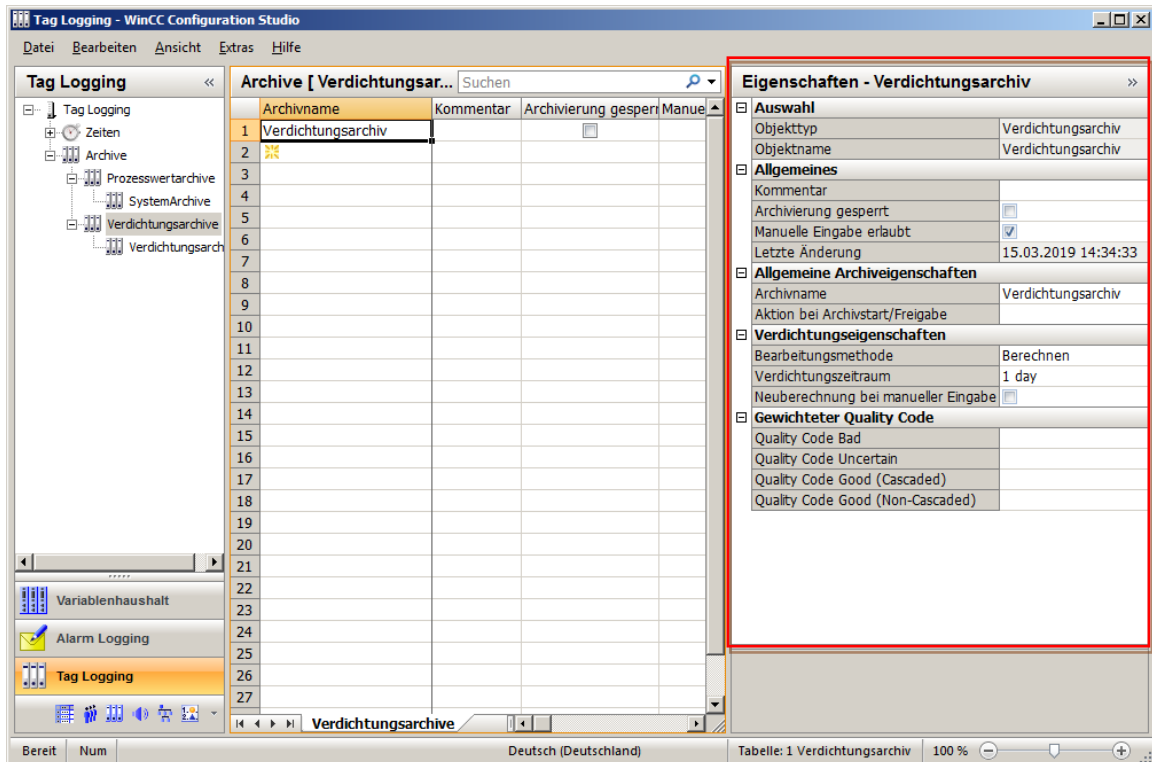 Tag Logging - WinCC Configuration Studio
Datei Bearbeiten Ansicht Extras Hilfe
Tag Logging «
Tag Logging
Zeiten
Archive
Prozesswertarchive
SystemArchive
Verdichtungsarchive
Verdichtungsarch
Variablenhaushalt
Alarm Logging
Tag Logging
Archive [ Verdichtungsar... Suchen
Archivname Kommentar Archivierung gesperr Manue
1 Verdichtungsarchiv
2
3
4
5
6
7
8
9
10
11
12
13
14
15
16
17
18
19
20
21
22
23
24
25
26
27
Verdichtungsarchive
Eigenschaften - Verdichtungsarchiv »
Auswahl
Objekttyp Verdichtungsarchiv
Objektname Verdichtungsarchiv
Allgemeines
Kommentar
Archivierung gesperrt
Manuelle Eingabe erlaubt
Letzte Änderung 15.03.2019 14:34:33
Allgemeine Archiveigenschaften
Archivname Verdichtungsarchiv
Aktion bei Archivstart/Freigabe
Verdichtungseigenschaften
Bearbeitungsmethode Berechnen
Verdichtungszeitraum 1 day
Neuberechnung bei manueller Eingabe
Gewichteter Quality Code
Quality Code Bad
Quality Code Uncertain
Quality Code Good (Cascaded)
Quality Code Good (Non-Cascaded)
Bereit Num Deutsch (Deutschland) Tabelle: 1 Verdichtungsarchiv 100 %